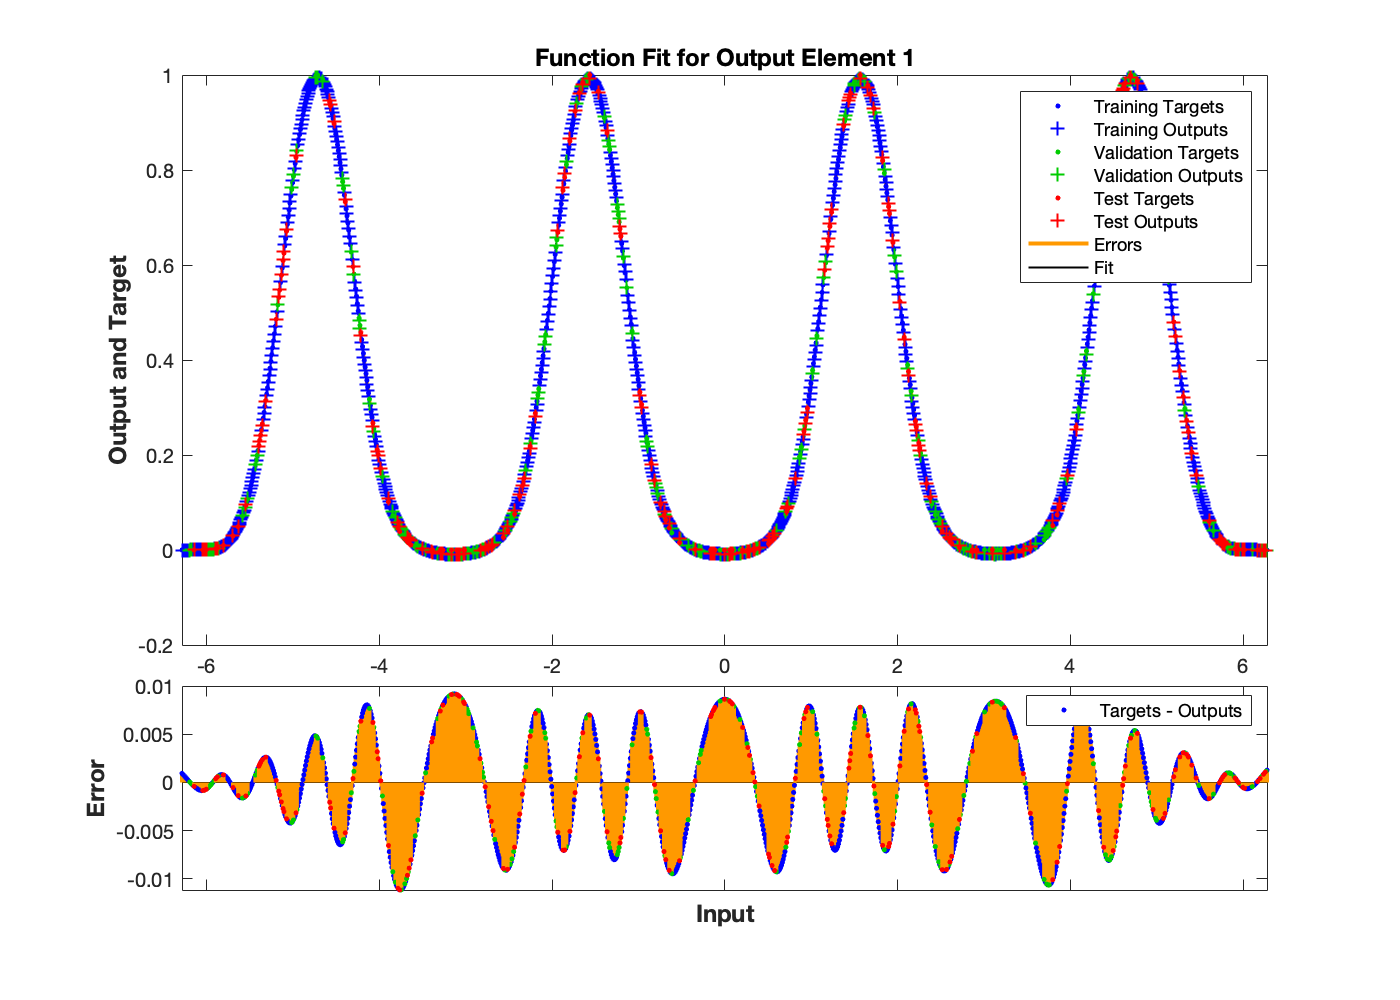 Function Fit for Output Element 1
1
0.8
0.6
0.4
0.2
0
-0.2
Output and Target
Training Targets
Training Outputs
Validation Targets
Validation Outputs
Test Targets
Test Outputs
Errors
Fit
-6 -4 -2 0 2 4 6
0.01
0.005
0
-0.005
-0.01
Error
Targets - Outputs
Input